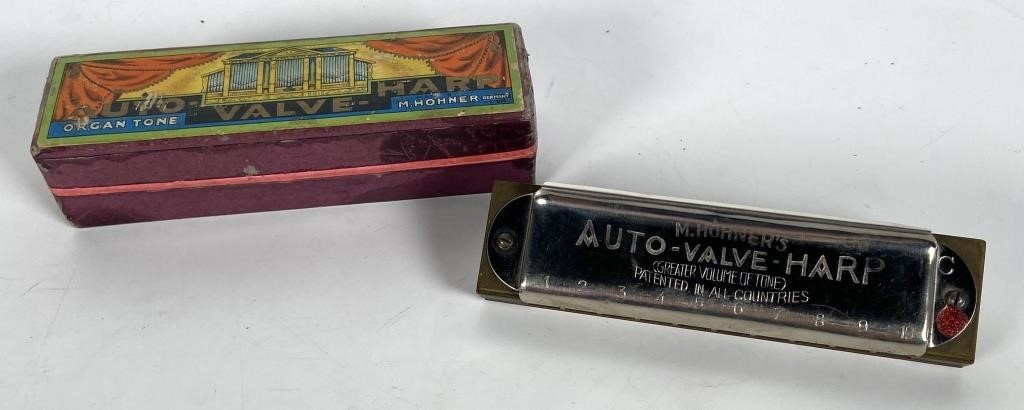 AUTO-VALVE-HARP
ORGAN TONE
M. HOHNER GERMANY
M. HOHNER'S
AUTO-VALVE-HARP
(GREATER VOLUME OF TONE)
PATENTED IN ALL COUNTRIES
C
1 2 3 4 5 6 7 8 9 10